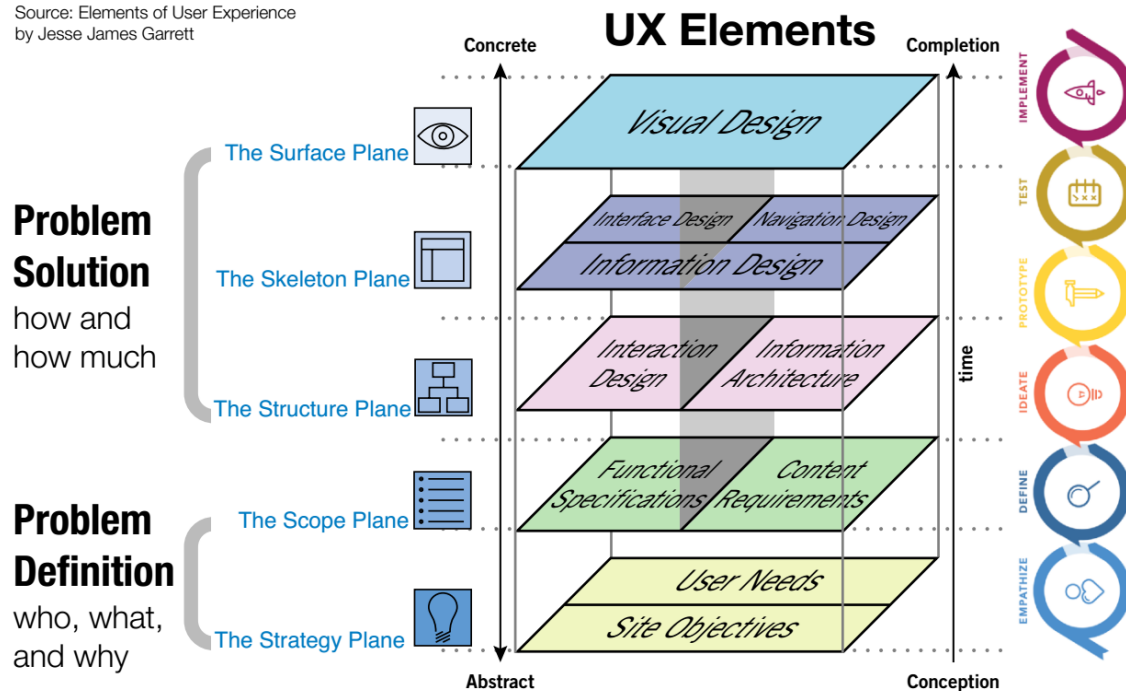 Source: Elements of User Experience
by Jesse James Garrett
UX Elements
Concrete
Completion
Visual Design
The Surface Plane
Problem
Solution
how and
how much
Interface Design
Navigation Design
Information Design
The Skeleton Plane
Interaction
Design
Information
Architecture
The Structure Plane
time
Functional
Specifications
Content
Requirements
The Scope Plane
Problem
Definition
who, what,
and why
User Needs
Site Objectives
The Strategy Plane
Abstract
Conception
IMPLEMENT
TEST
PROTOTYPE
IDEATE
DEFINE
EMPATHIZE